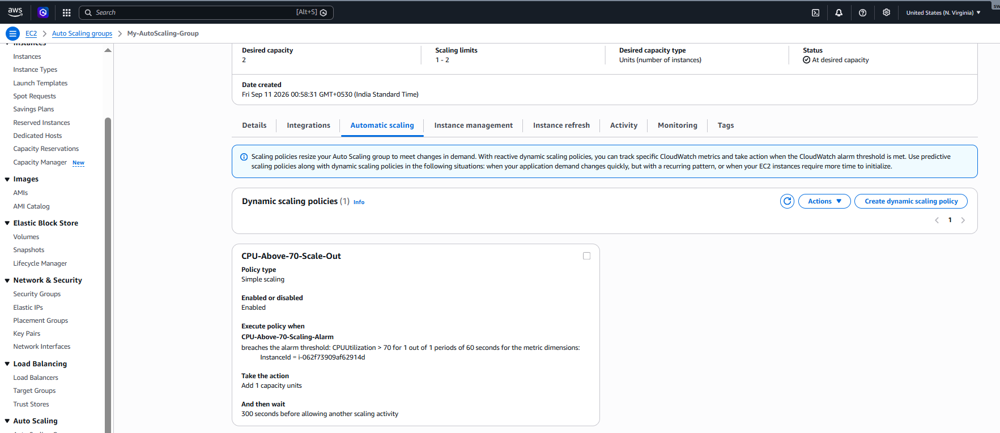 aws
Search
[Alt+S]
United States (N. Virginia)
EC2
Auto Scaling groups
My-AutoScaling-Group
Instances
Instances
Instance Types
Launch Templates
Spot Requests
Savings Plans
Reserved Instances
Dedicated Hosts
Capacity Reservations
Capacity Manager New
Images
AMIs
AMI Catalog
Elastic Block Store
Volumes
Snapshots
Lifecycle Manager
Network & Security
Security Groups
Elastic IPs
Placement Groups
Key Pairs
Network Interfaces
Load Balancing
Load Balancers
Target Groups
Trust Stores
Auto Scaling
Desired capacity
2
Scaling limits
1 - 2
Desired capacity type
Units (number of instances)
Status
At desired capacity
Date created
Fri Sep 11 2026 00:58:31 GMT+0530 (India Standard Time)
Details
Integrations
Automatic scaling
Instance management
Instance refresh
Activity
Monitoring
Tags
Scaling policies resize your Auto Scaling group to meet changes in demand. With reactive dynamic scaling policies, you can track specific CloudWatch metrics and take action when the CloudWatch alarm threshold is met. Use predictive
scaling policies along with dynamic scaling policies in the following situations: when your application demand changes quickly, but with a recurring pattern, or when your EC2 instances require more time to initialize.
Dynamic scaling policies (1) Info
Actions
Create dynamic scaling policy
1
CPU-Above-70-Scale-Out
Policy type
Simple scaling
Enabled or disabled
Enabled
Execute policy when
CPU-Above-70-Scaling-Alarm
breaches the alarm threshold: CPUUtilization > 70 for 1 out of 1 periods of 60 seconds for the metric dimensions:
InstanceId = i-062f73909af62914d
Take the action
Add 1 capacity units
And then wait
300 seconds before allowing another scaling activity